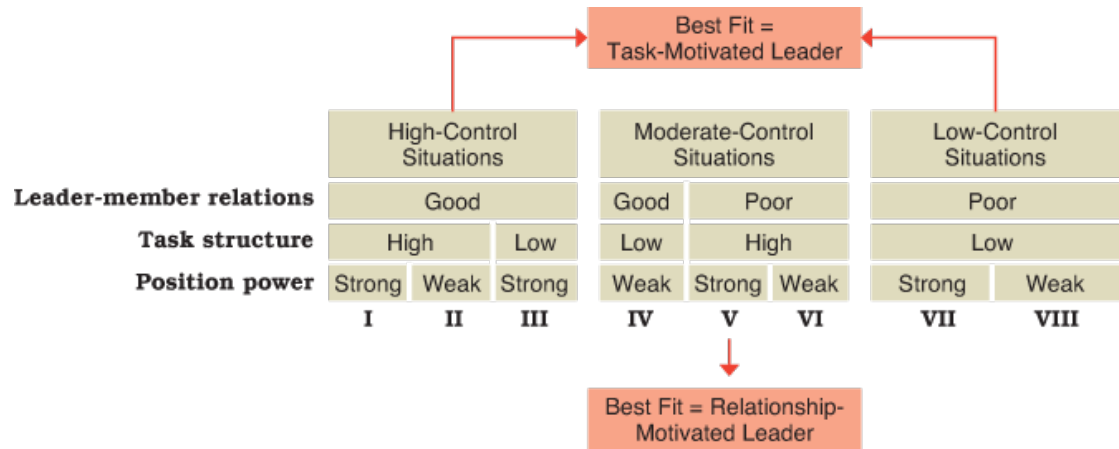 Best Fit =
Task-Motivated Leader
High-Control
Situations
Moderate-Control
Situations
Low-Control
Situations
Leader-member relations Good Good Poor Poor
Task structure High Low Low High Low
Position power Strong Weak Strong Weak Strong Weak Strong Weak
I II III IV V VI VII VIII
Best Fit = Relationship-
Motivated Leader